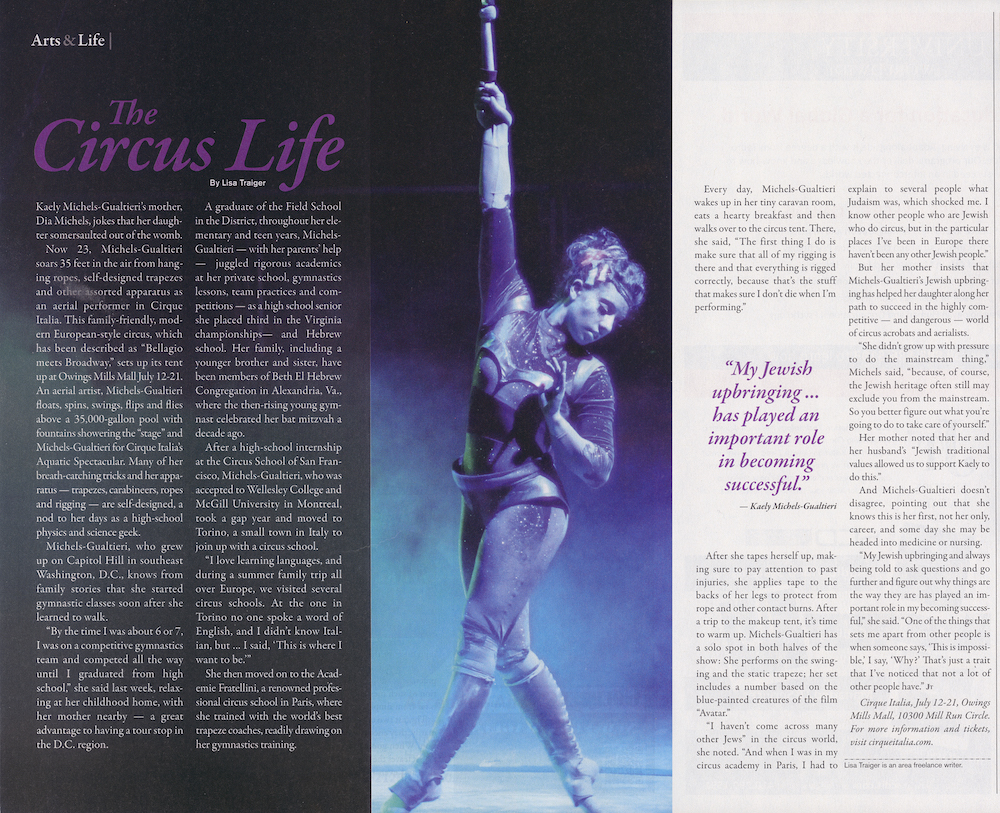 Arts & Life |
The
Circus Life
By Lisa Traiger
Kaely Michels-Gualtieri's mother,
Dia Michels, jokes that her daugh-
ter somersaulted out of the womb.
Now 23, Michels-Gualtieri
soars 35 feet in the air from hang-
ing ropes, self-designed trapezes
and other assorted apparatus as
an aerial performer in Cirque
Italia. This family-friendly, mod-
ern European-style circus, which
has been described as "Bellagio
meets Broadway," sets up its tent
up at Owings Mills Mall July 12-21.
An aerial artist, Michels-Gualtieri
floats, spins, swings, flips and flies
above a 35,000-gallon pool with
fountains showering the "stage" and
Michels-Gualtieri for Cirque Italia's
Aquatic Spectacular. Many of her
breath-catching tricks and her appa-
ratus — trapezes, carabineers, ropes
and rigging — are self-designed, a
nod to her days as a high-school
physics and science geek.
Michels-Gualtieri, who grew
up on Capitol Hill in southeast
Washington, D.C., knows from
family stories that she started
gymnastic classes soon after she
learned to walk.
"By the time I was about 6 or 7,
I was on a competitive gymnastics
team and competed all the way
until I graduated from high
school," she said last week, relax-
ing at her childhood home, with
her mother nearby — a great
advantage to having a tour stop in
the D.C. region.
A graduate of the Field School
in the District, throughout her ele-
mentary and teen years, Michels-
Gualtieri — with her parents' help
— juggled rigorous academics
at her private school, gymnastics
lessons, team practices and com-
petitions — as a high school senior
she placed third in the Virginia
championships— and Hebrew
school. Her family, including a
younger brother and sister, have
been members of Beth El Hebrew
Congregation in Alexandria, Va.,
where the then-rising young gym-
nast celebrated her bat mitzvah a
decade ago.
After a high-school internship
at the Circus School of San Fran-
cisco, Michels-Gualtieri, who was
accepted to Wellesley College and
McGill University in Montreal,
took a gap year and moved to
Torino, a small town in Italy to
join up with a circus school.
"I love learning languages, and
during a summer family trip all
over Europe, we visited several
circus schools. At the one in
Torino no one spoke a word of
English, and I didn't know Ital-
ian, but ... I said, 'This is where I
want to be.'"
She then moved on to the Acad-
emie Fratellini, a renowned profes-
sional circus school in Paris, where
she trained with the world's best
trapeze coaches, readily drawing on
her gymnastics training.
Every day, Michels-Gualtieri
wakes up in her tiny caravan room,
eats a hearty breakfast and then
walks over to the circus tent. There,
she said, "The first thing I do is
make sure that all of my rigging is
there and that everything is rigged
correctly, because that's the stuff
that makes sure I don't die when I'm
performing."
"My Jewish
upbringing ...
has played an
important role
in becoming
successful."
— Kaely Michels-Gualtieri
After she tapes herself up, mak-
ing sure to pay attention to past
injuries, she applies tape to the
backs of her legs to protect from
rope and other contact burns. After
a trip to the makeup tent, it's time
to warm up. Michels-Gualtieri has
a solo spot in both halves of the
show: She performs on the swing-
ing and the static trapeze; her set
includes a number based on the
blue-painted creatures of the film
"Avatar."
"I haven't come across many
other Jews" in the circus world,
she noted. "And when I was in my
circus academy in Paris, I had to
explain to several people what
Judaism was, which shocked me. I
know other people who are Jewish
who do circus, but in the particular
places I've been in Europe there
haven't been any other Jewish people."
But her mother insists that
Michels-Gualtieri's Jewish upbring-
ing has helped her daughter along her
path to succeed in the highly com-
petitive — and dangerous — world
of circus acrobats and aerialists.
"She didn't grow up with pressure
to do the mainstream thing,"
Michels said, "because, of course,
the Jewish heritage often still may
exclude you from the mainstream.
So you better figure out what you're
going to do to take care of yourself."
Her mother noted that her and
her husband's "Jewish traditional
values allowed us to support Kaely to
do this."
And Michels-Gualtieri doesn't
disagree, pointing out that she
knows this is her first, not her only,
career, and some day she may be
headed into medicine or nursing.
"My Jewish upbringing and always
being told to ask questions and go
further and figure out why things are
the way they are has played an im-
portant role in my becoming success-
ful," she said. "One of the things that
sets me apart from other people is
when someone says, 'This is impossi-
ble,' I say, 'Why?' That's just a trait
that I've noticed that not a lot of
other people have." JT
Cirque Italia, July 12-21, Owings
Mills Mall, 10300 Mill Run Circle.
For more information and tickets,
visit cirqueitalia.com.
Lisa Traiger is an area freelance writer.